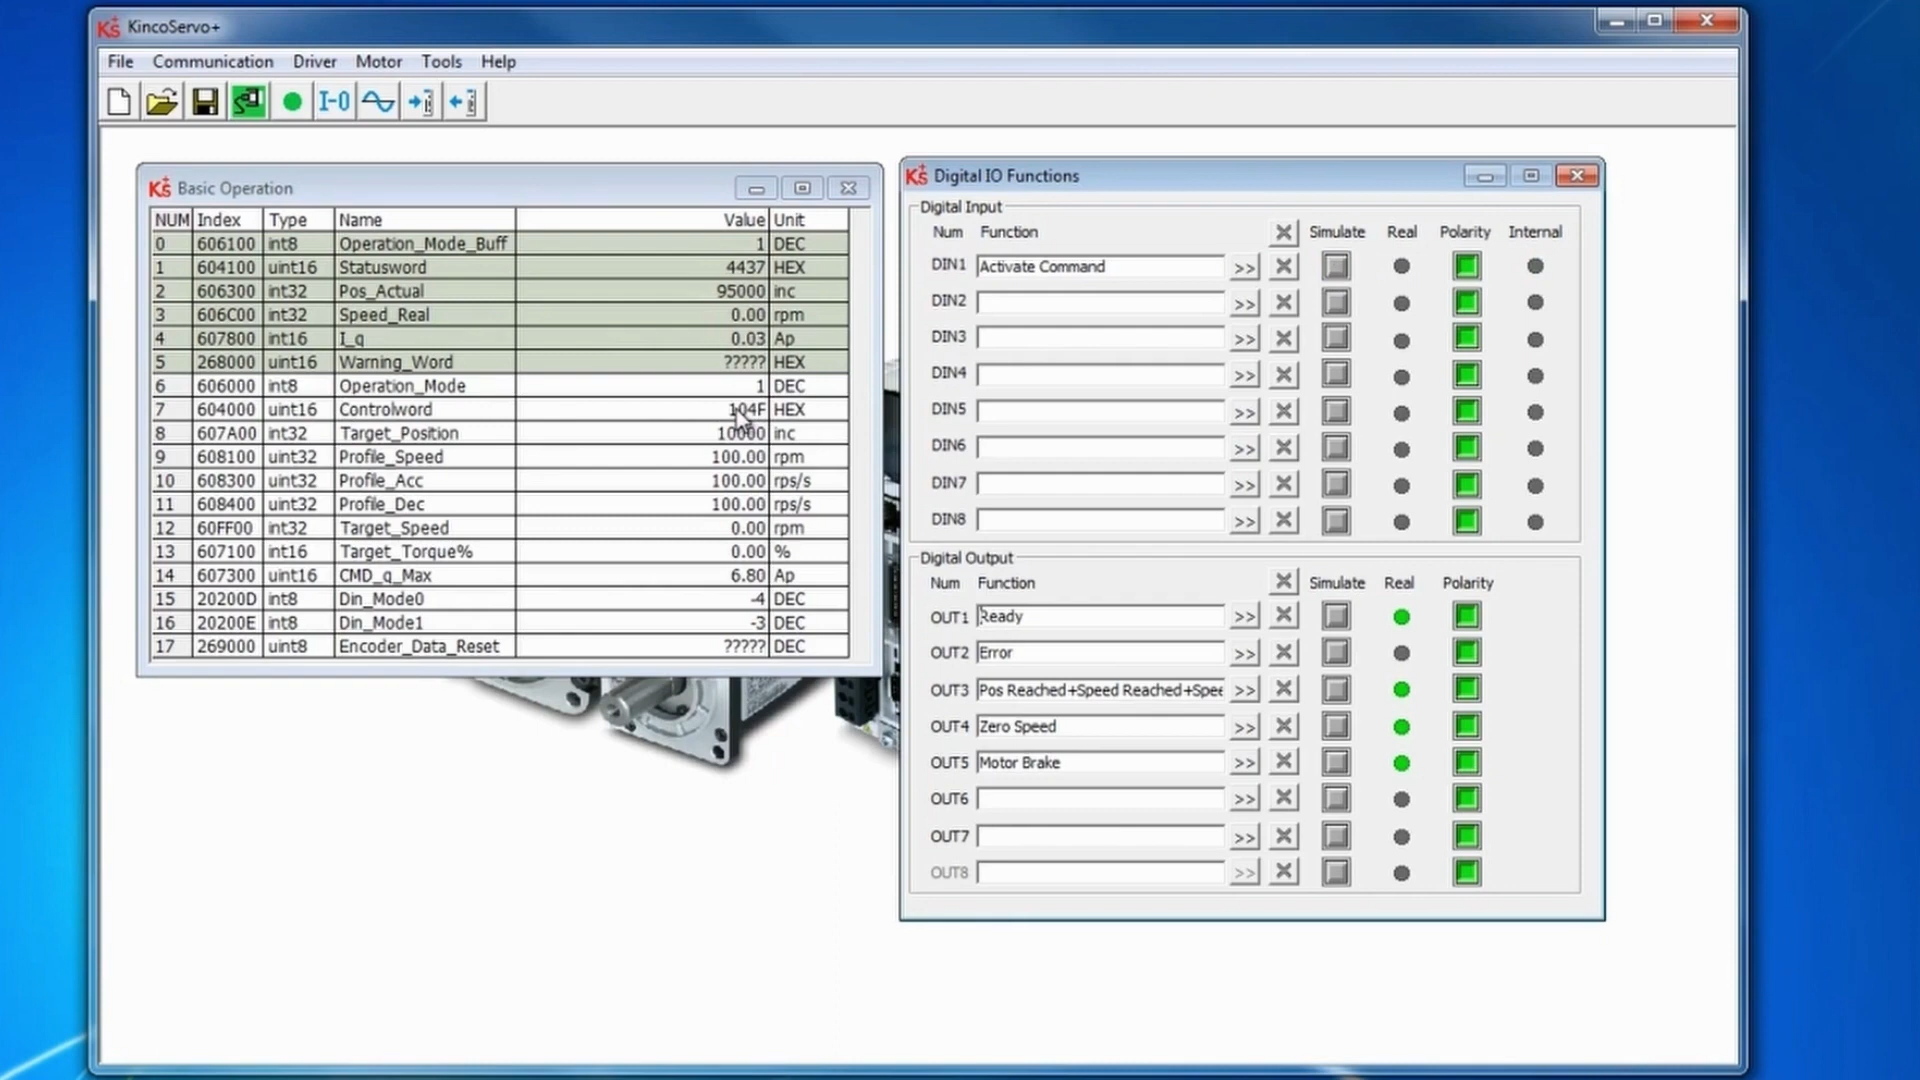 KincoServo+
File Communication Driver Motor Tools Help
I-0
Basic Operation
NUM Index Type Name Value Unit
0 606100 int8 Operation_Mode_Buff 1 DEC
1 604100 uint16 Statusword 4437 HEX
2 606300 int32 Pos_Actual 95000 inc
3 606C00 int32 Speed_Real 0.00 rpm
4 607800 int16 I_q 0.03 Ap
5 268000 uint16 Warning_Word ????? HEX
6 606000 int8 Operation_Mode 1 DEC
7 604000 uint16 Controlword 104F HEX
8 607A00 int32 Target_Position 10000 inc
9 608100 uint32 Profile_Speed 100.00 rpm
10 608300 uint32 Profile_Acc 100.00 rps/s
11 608400 uint32 Profile_Dec 100.00 rps/s
12 60FF00 int32 Target_Speed 0.00 rpm
13 607100 int16 Target_Torque% 0.00 %
14 607300 uint16 CMD_q_Max 6.80 Ap
15 20200D int8 Din_Mode0 -4 DEC
16 20200E int8 Din_Mode1 -3 DEC
17 269000 uint8 Encoder_Data_Reset ????? DEC
Digital IO Functions
Digital Input
Num Function Simulate Real Polarity Internal
DIN1 Activate Command >>
DIN2 >>
DIN3 >>
DIN4 >>
DIN5 >>
DIN6 >>
DIN7 >>
DIN8 >>
Digital Output
Num Function Simulate Real Polarity
OUT1 Ready >>
OUT2 Error >>
OUT3 Pos Reached+Speed Reached+Spee >>
OUT4 Zero Speed >>
OUT5 Motor Brake >>
OUT6 >>
OUT7 >>
OUT8 >>